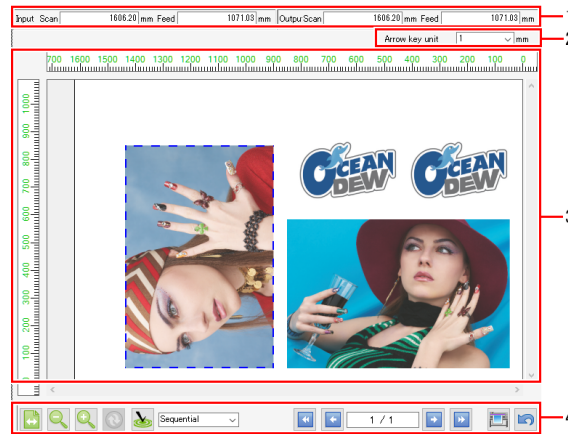 Input Scan 1606.20 mm Feed 1071.03 mm Outpu Scan 1606.20 mm Feed 1071.03 mm
Arrow key unit 1 mm
2
700 1600 1500 1400 1300 1200 1100 1000 900 800 700 600 500 400 300 200 100 0
1000
900
800
700
600
500
400
300
200
100
0
OCEAN DEW
OCEAN DEW
3
Sequential 1 / 1
4